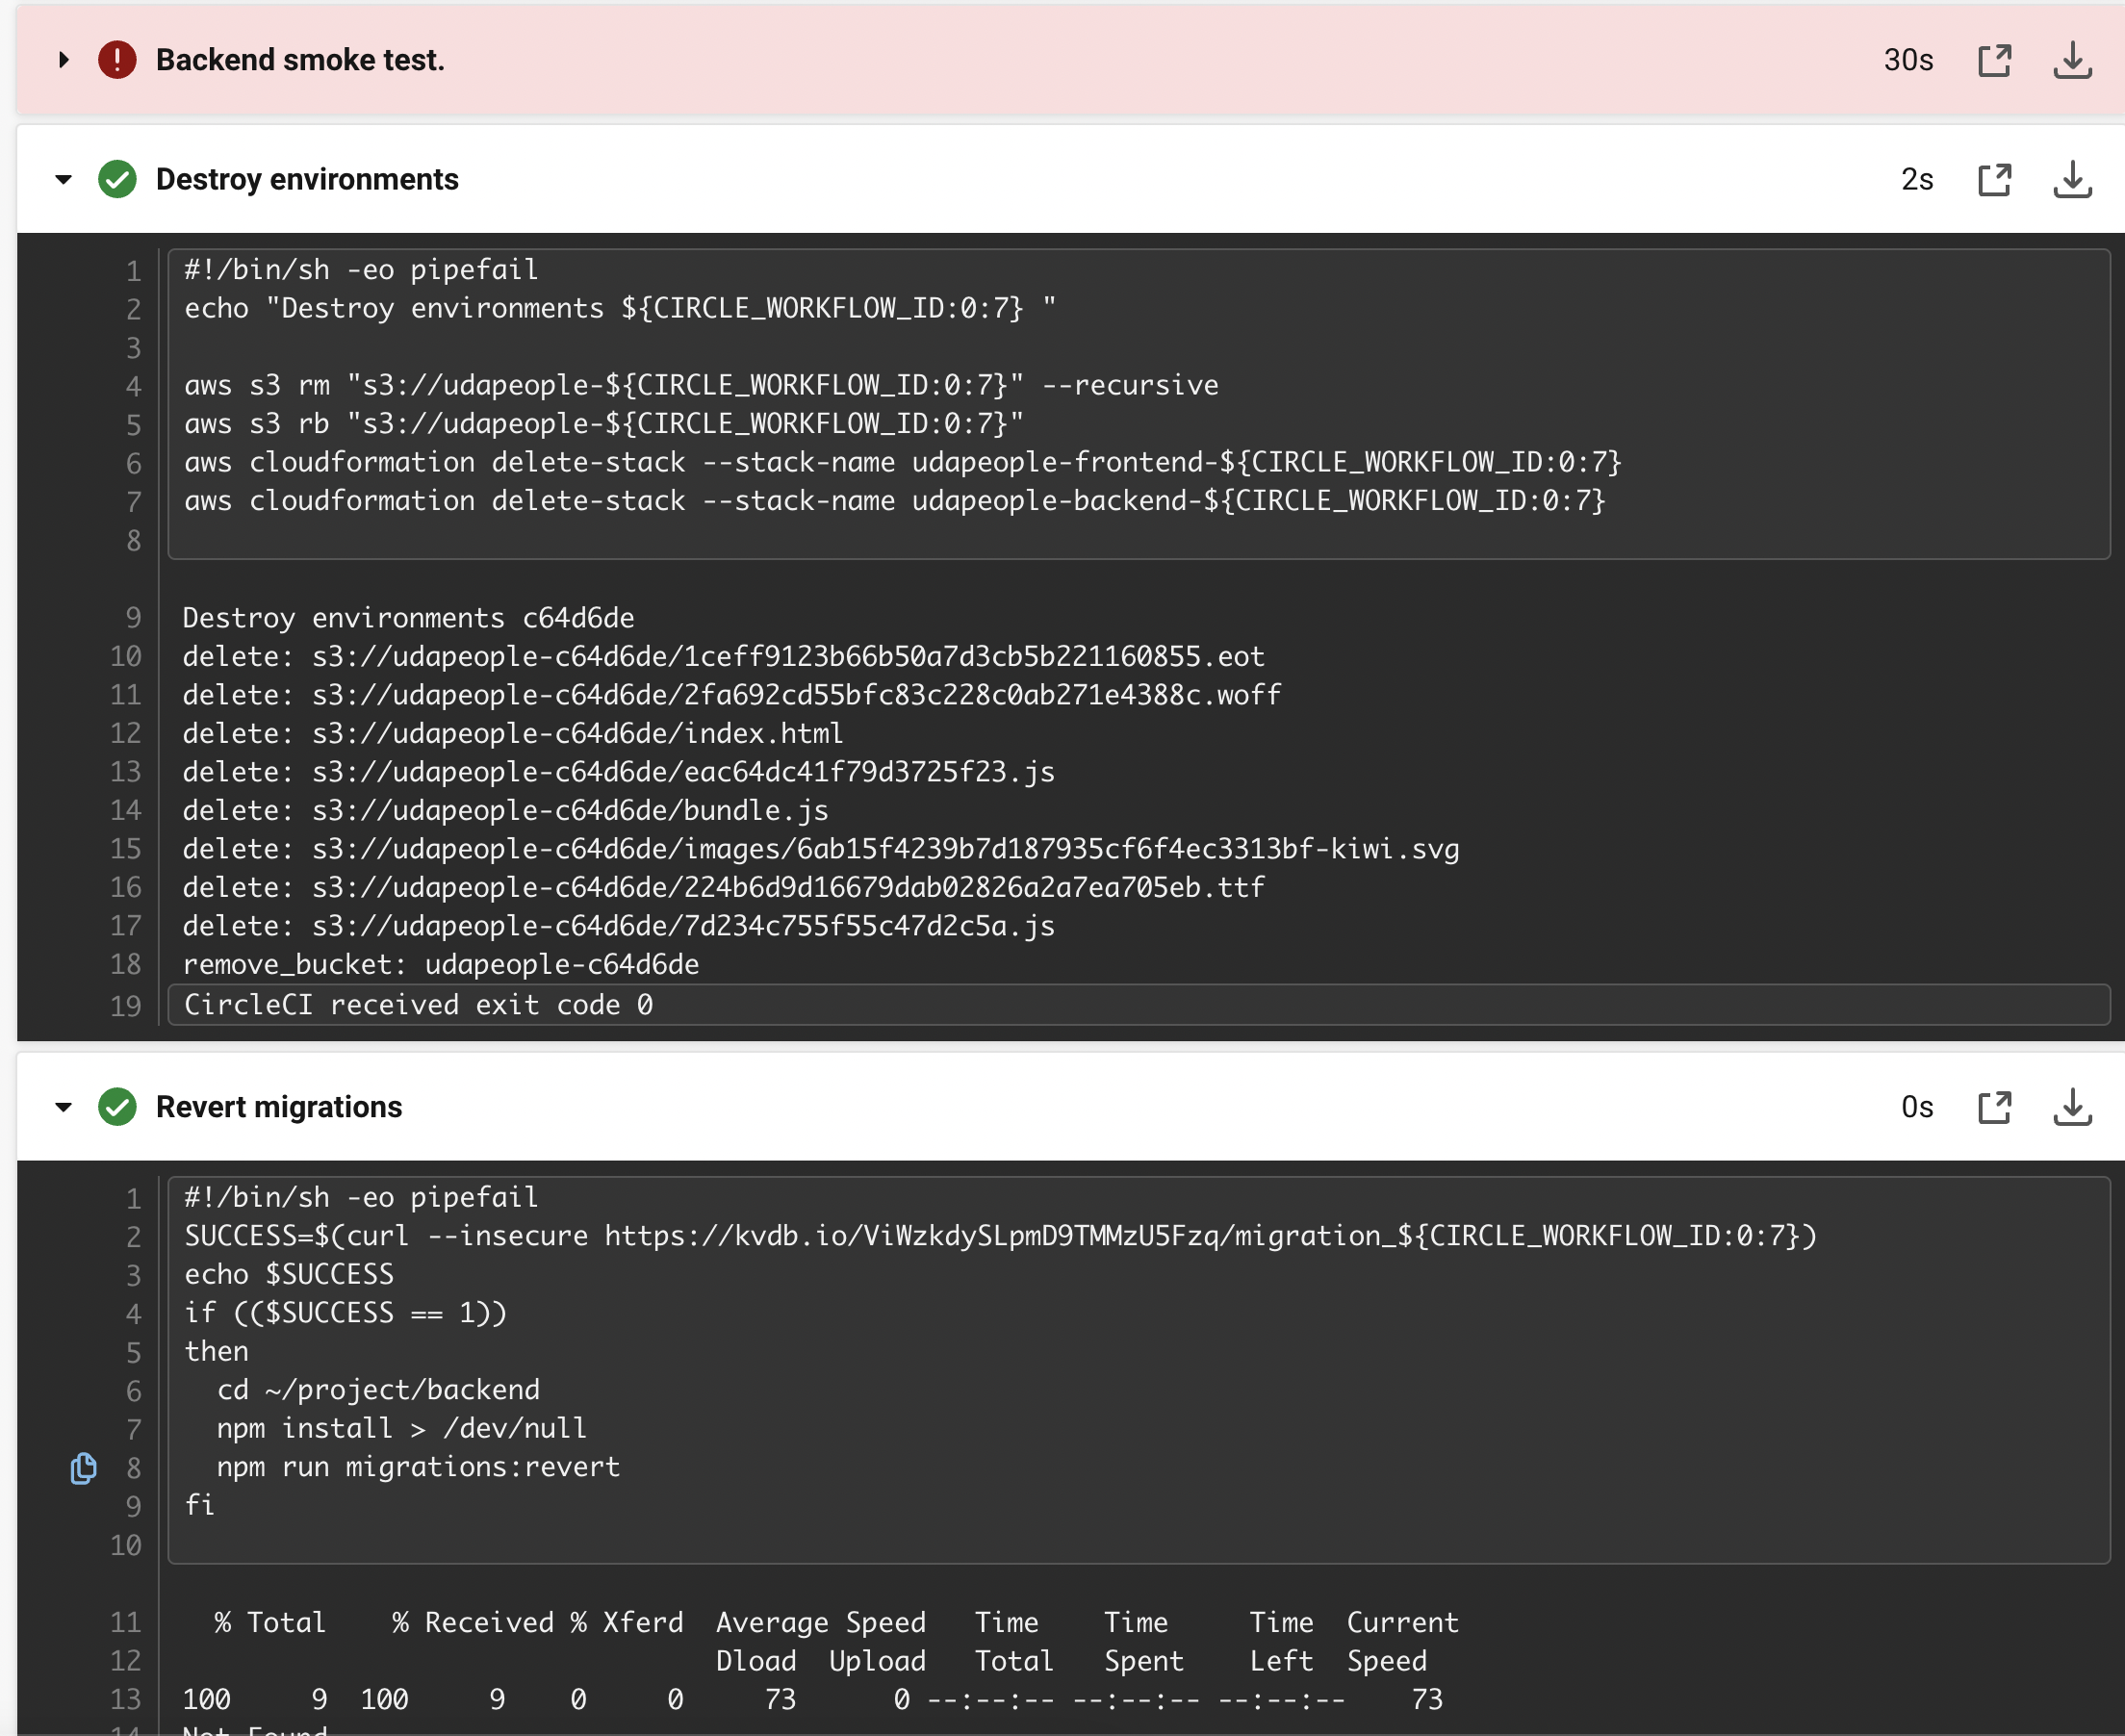 Backend smoke test.
30s
Destroy environments
2s
1 #!/bin/sh -eo pipefail
2 echo "Destroy environments ${CIRCLE_WORKFLOW_ID:0:7} "
3
4 aws s3 rm "s3://udapeople-${CIRCLE_WORKFLOW_ID:0:7}" --recursive
5 aws s3 rb "s3://udapeople-${CIRCLE_WORKFLOW_ID:0:7}"
6 aws cloudformation delete-stack --stack-name udapeople-frontend-${CIRCLE_WORKFLOW_ID:0:7}
7 aws cloudformation delete-stack --stack-name udapeople-backend-${CIRCLE_WORKFLOW_ID:0:7}
8
9 Destroy environments c64d6de
10 delete: s3://udapeople-c64d6de/1ceff9123b66b50a7d3cb5b221160855.eot
11 delete: s3://udapeople-c64d6de/2fa692cd55bfc83c228c0ab271e4388c.woff
12 delete: s3://udapeople-c64d6de/index.html
13 delete: s3://udapeople-c64d6de/eac64dc41f79d3725f23.js
14 delete: s3://udapeople-c64d6de/bundle.js
15 delete: s3://udapeople-c64d6de/images/6ab15f4239b7d187935cf6f4ec3313bf-kiwi.svg
16 delete: s3://udapeople-c64d6de/224b6d9d16679dab02826a2a7ea705eb.ttf
17 delete: s3://udapeople-c64d6de/7d234c755f55c47d2c5a.js
18 remove_bucket: udapeople-c64d6de
19 CircleCI received exit code 0
Revert migrations
0s
1 #!/bin/sh -eo pipefail
2 SUCCESS=$(curl --insecure https://kvdb.io/ViWzkdySLpmD9TMMzU5Fzq/migration_${CIRCLE_WORKFLOW_ID:0:7})
3 echo $SUCCESS
4 if (($SUCCESS == 1))
5 then
6 cd ~/project/backend
7 npm install > /dev/null
8 npm run migrations:revert
9 fi
10
11 % Total % Received % Xferd Average Speed Time Time Time Current
12 Dload Upload Total Spent Left Speed
13 100 9 100 9 0 0 73 0 --:--:-- --:--:-- --:--:-- 73
14 Not Found